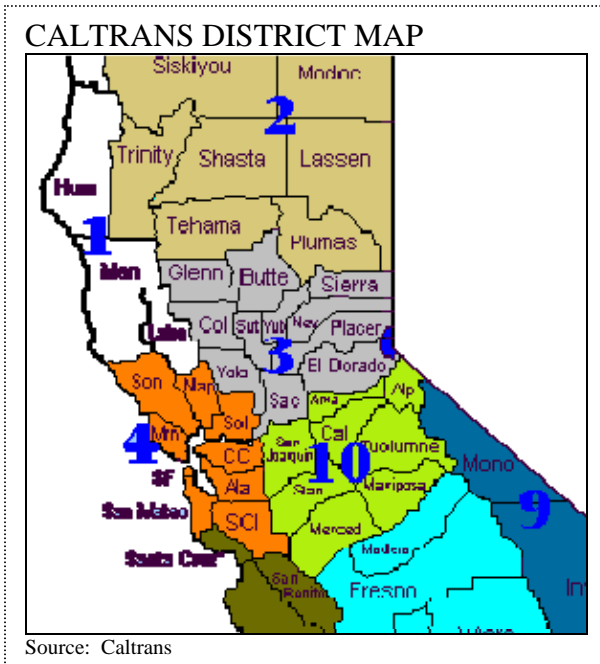 CALTRANS DISTRICT MAP
Siskiyou
Modoc
2
Trinity
Shasta
Lassen
Hum
1
Tehama
Plumas
Men
Glenn
Butte
Sierra
Lake
Col
Sut
Yub
Nev
Placer
3
Yolo
El Dorado
Son
Nap
Sac
Ama
Alp
Sol
Mrn
4
CC
San
Joaquin
Cal
10
Tuolumne
Mono
SF
Ala
Stan
Mariposa
9
San Mateo
SCl
Merced
Madera
Santa Cruz
San
Benito
Fresno
In
Source: Caltrans